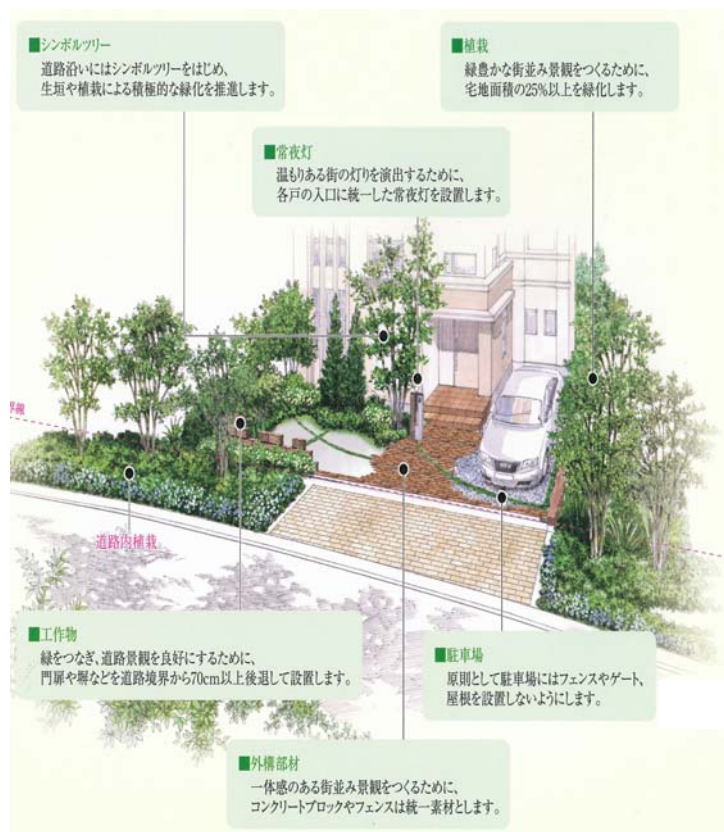 ■シンボルツリー
道路沿いにはシンボルツリーをはじめ、
生垣や植栽による積極的な緑化を推進します。
■植栽
緑豊かな街並み景観をつくるために、
宅地面積の25%以上を緑化します。
■常夜灯
温もりある街の灯りを演出するために、
各戸の入口に統一した常夜灯を設置します。
界線
道路内植栽
■工作物
緑をつなぎ、道路景観を良好にするために、
門扉や塀などを道路境界から70cm以上後退して設置します。
■駐車場
原則として駐車場にはフェンスやゲート、
屋根を設置しないようにします。
■外構部材
一体感のある街並み景観をつくるために、
コンクリートブロックやフェンスは統一素材とします。